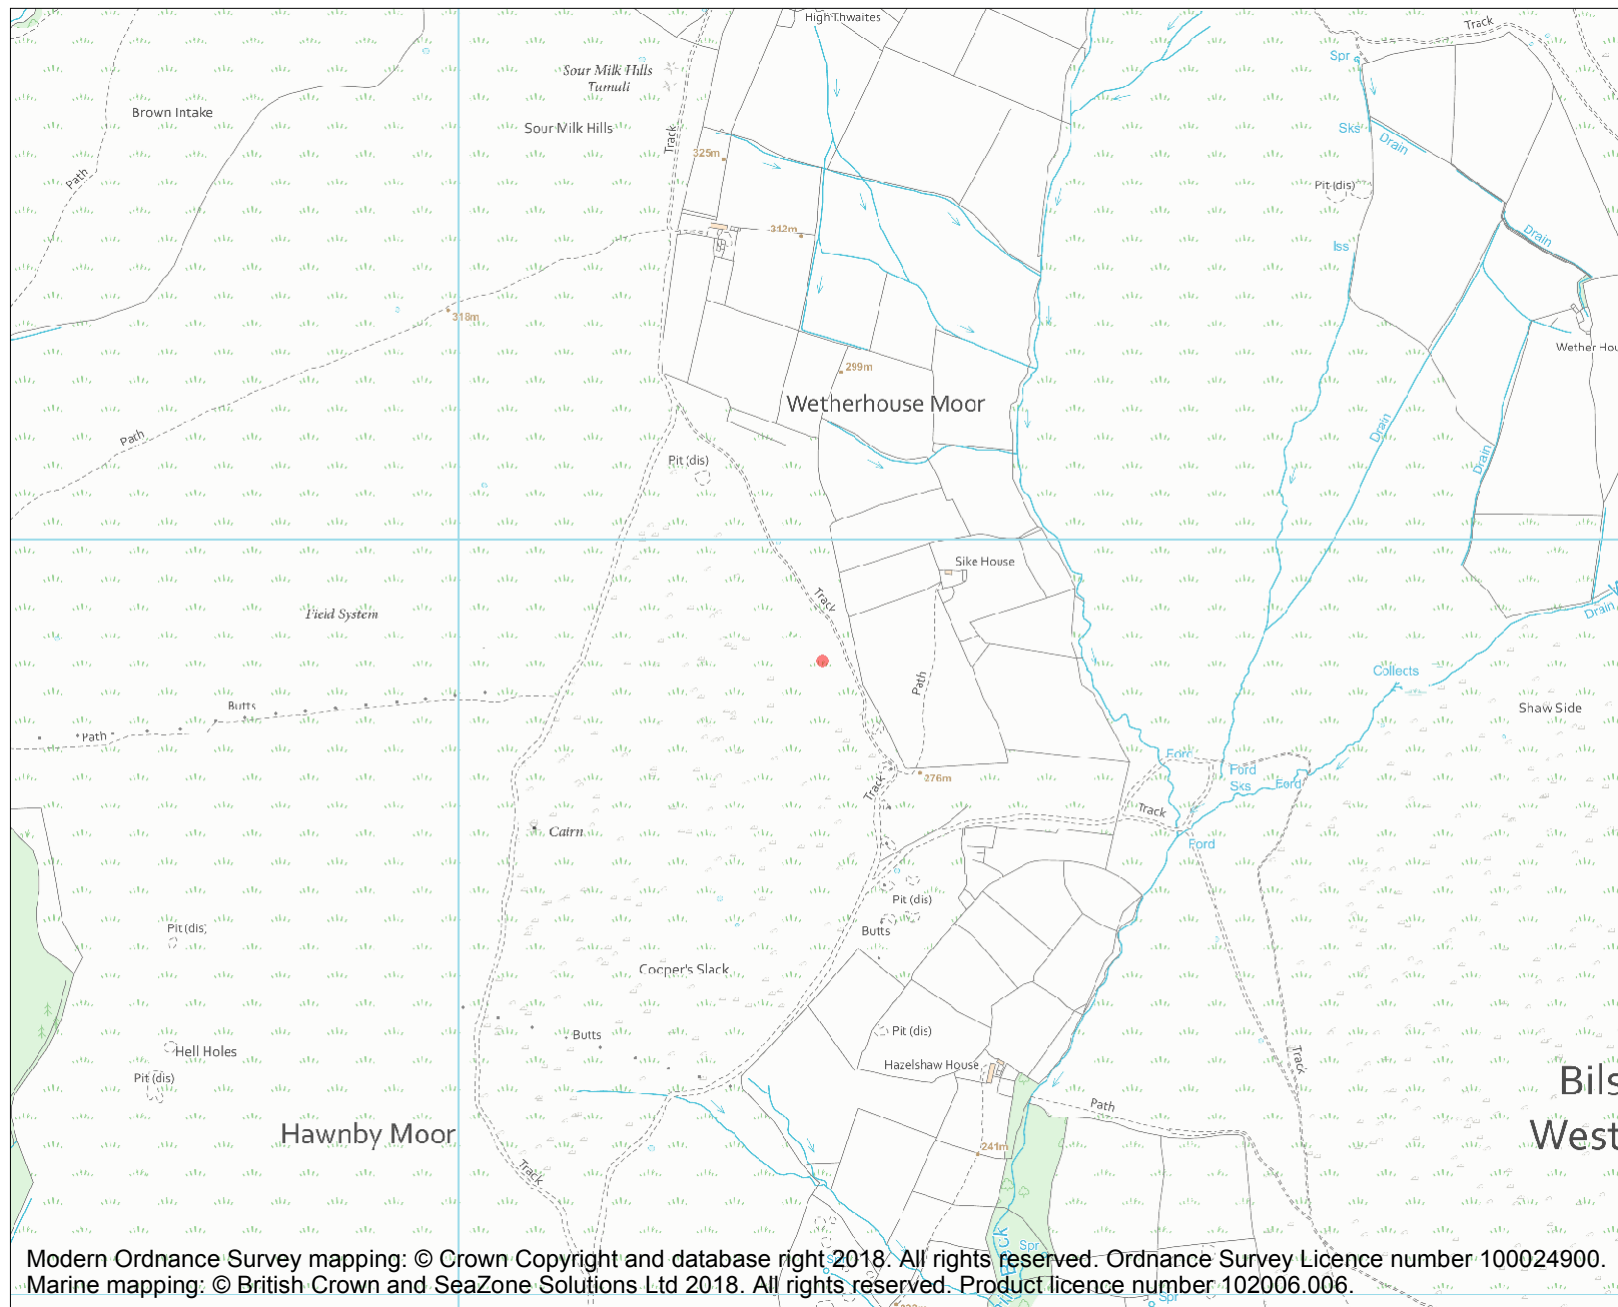 High Thwaites
Track
Spr
Sour Milk Hills
Tumuli
Brown Intake
Sour Milk Hills
Sks
Drain
Track
325m
Path
Pit (dis)
312m
Drain
Iss
318m
Wether Hou
299m
Wetherhouse Moor
Path
Drain
Pit (dis)
Drain
Sike House
Track
Field System
Drain
Collects
Path
Butts
Shaw Side
Path
Ford
Ford
276m
Sks
Ford
Track
Track
Cairn
Ford
Pit (dis)
Pit (dis)
Butts
Cooper's Slack
Butts
Pit (dis)
Hell Holes
Hazelshaw House
Track
Pit (dis)
Bils
Path
Hawnby Moor
West
241m
Track
Beck
Spr
Modern Ordnance Survey mapping: © Crown Copyright and database right 2018. All rights reserved. Ordnance Survey Licence number 100024900.
Marine mapping: © British Crown and SeaZone Solutions Ltd 2018. All rights reserved. Product licence number 102006.006.
Spr